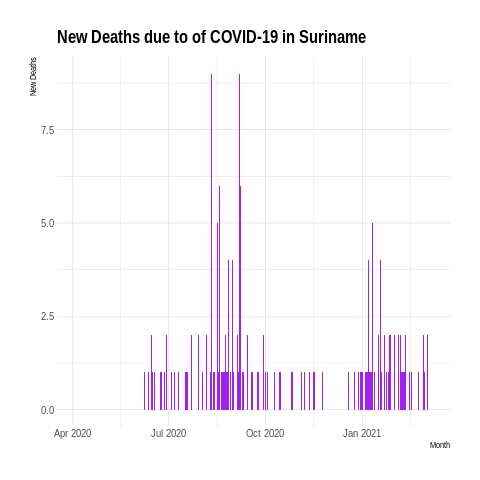 New Deaths due to of COVID-19 in Suriname
New Deaths
7.5
5.0
2.5
0.0
Apr 2020 Jul 2020 Oct 2020 Jan 2021
Month